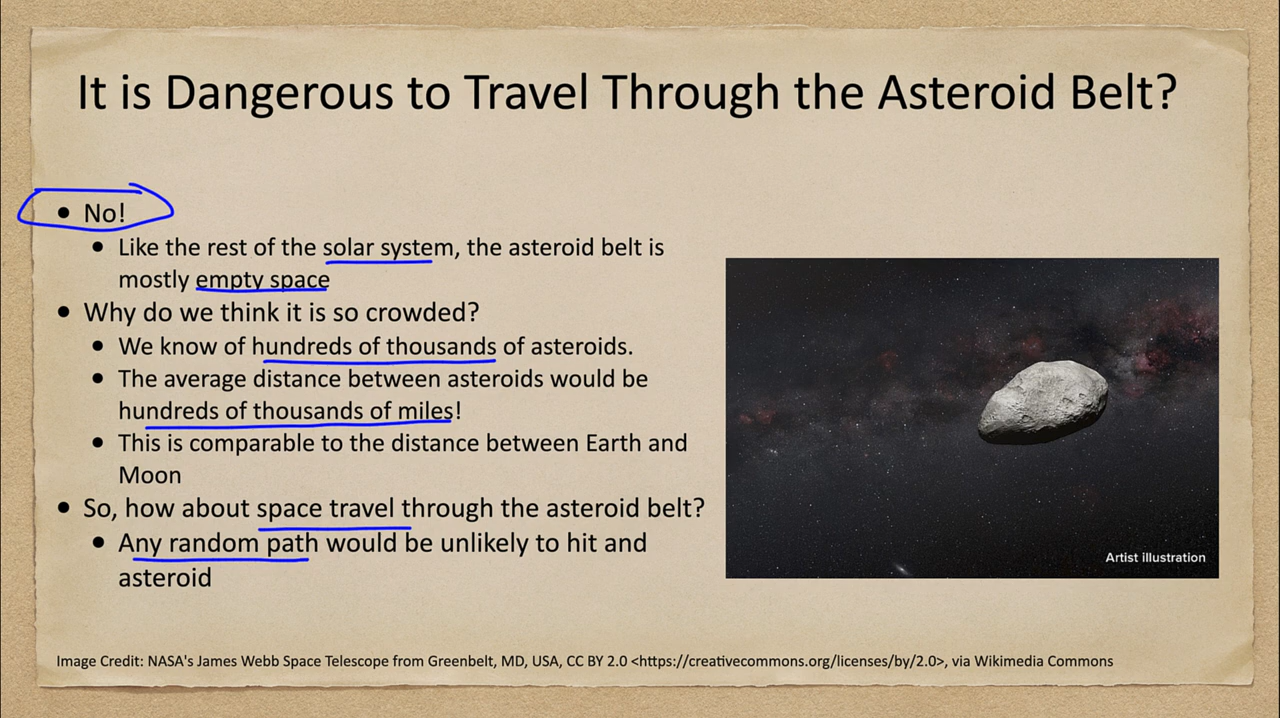 It is Dangerous to Travel Through the Asteroid Belt?
• No!
• Like the rest of the solar system, the asteroid belt is
mostly empty space
• Why do we think it is so crowded?
• We know of hundreds of thousands of asteroids.
• The average distance between asteroids would be
hundreds of thousands of miles!
• This is comparable to the distance between Earth and
Moon
• So, how about space travel through the asteroid belt?
• Any random path would be unlikely to hit and
asteroid
Artist illustration
Image Credit: NASA's James Webb Space Telescope from Greenbelt, MD, USA, CC BY 2.0 <https://creativecommons.org/licenses/by/2.0>, via Wikimedia Commons